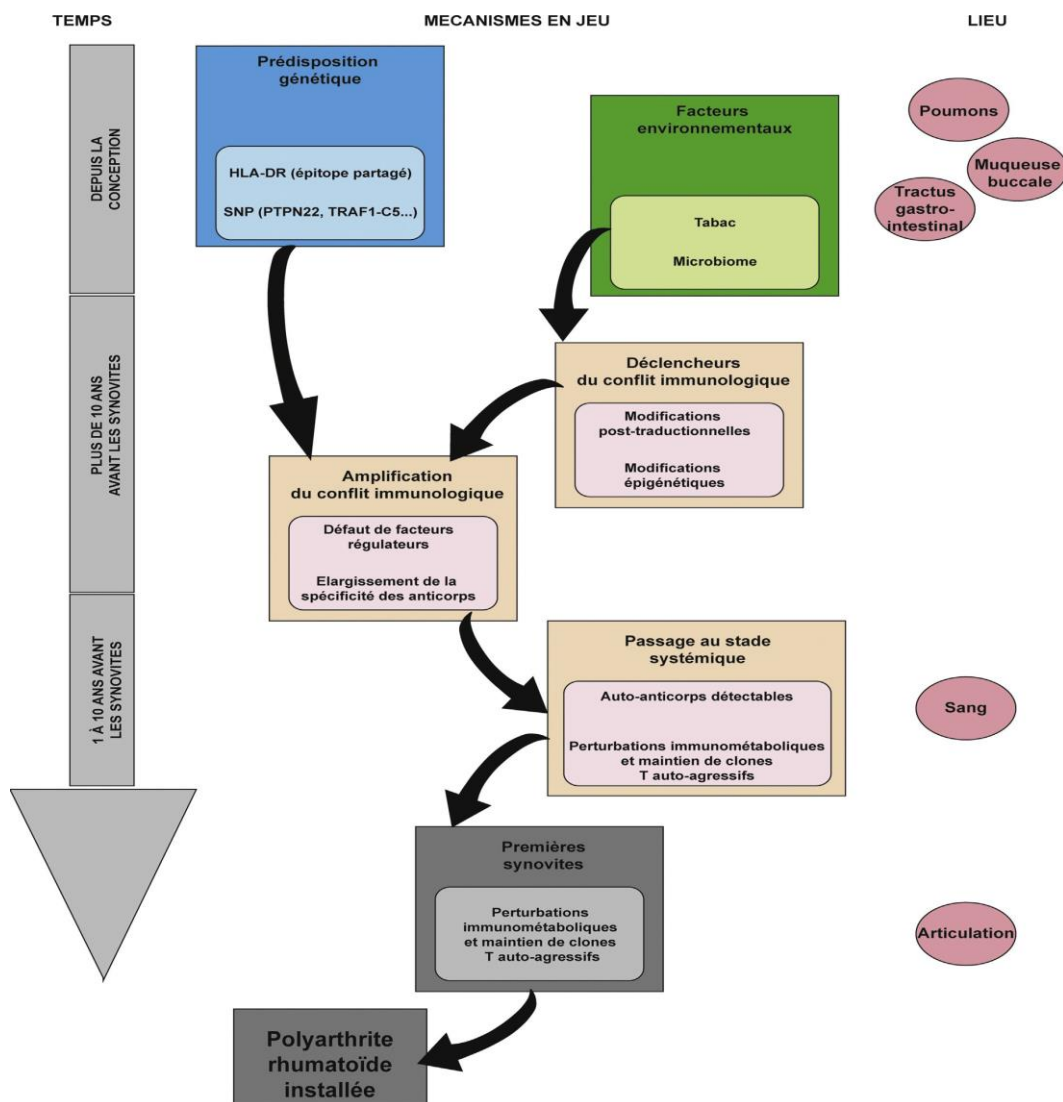 TEMPS
MECANISMES EN JEU
LIEU
DEPUIS LA
CONCEPTION
Prédisposition
génétique
HLA-DR (épitope partagé)
SNP (PTPN22, TRAF1-C5...)
Facteurs
environnementaux
Tabac
Microbiome
Poumons
Muqueuse
buccale
Tractus
gastro-
intestinal
PLUS DE 10 ANS
AVANT LES SYNOVITES
Déclencheurs
du conflit immunologique
Modifications
post-traductionnelles
Modifications
épigénétiques
Amplification
du conflit immunologique
Défaut de facteurs
régulateurs
Elargissement de la
spécificité des anticorps
1 À 10 ANS AVANT
LES SYNOVITES
Passage au stade
systémique
Auto-anticorps détectables
Perturbations immunométaboliques
et maintien de clones
T auto-agressifs
Sang
Premières
synovites
Perturbations
immunométaboliques
et maintien de clones
T auto-agressifs
Articulation
Polyarthrite
rhumatoïde
installée